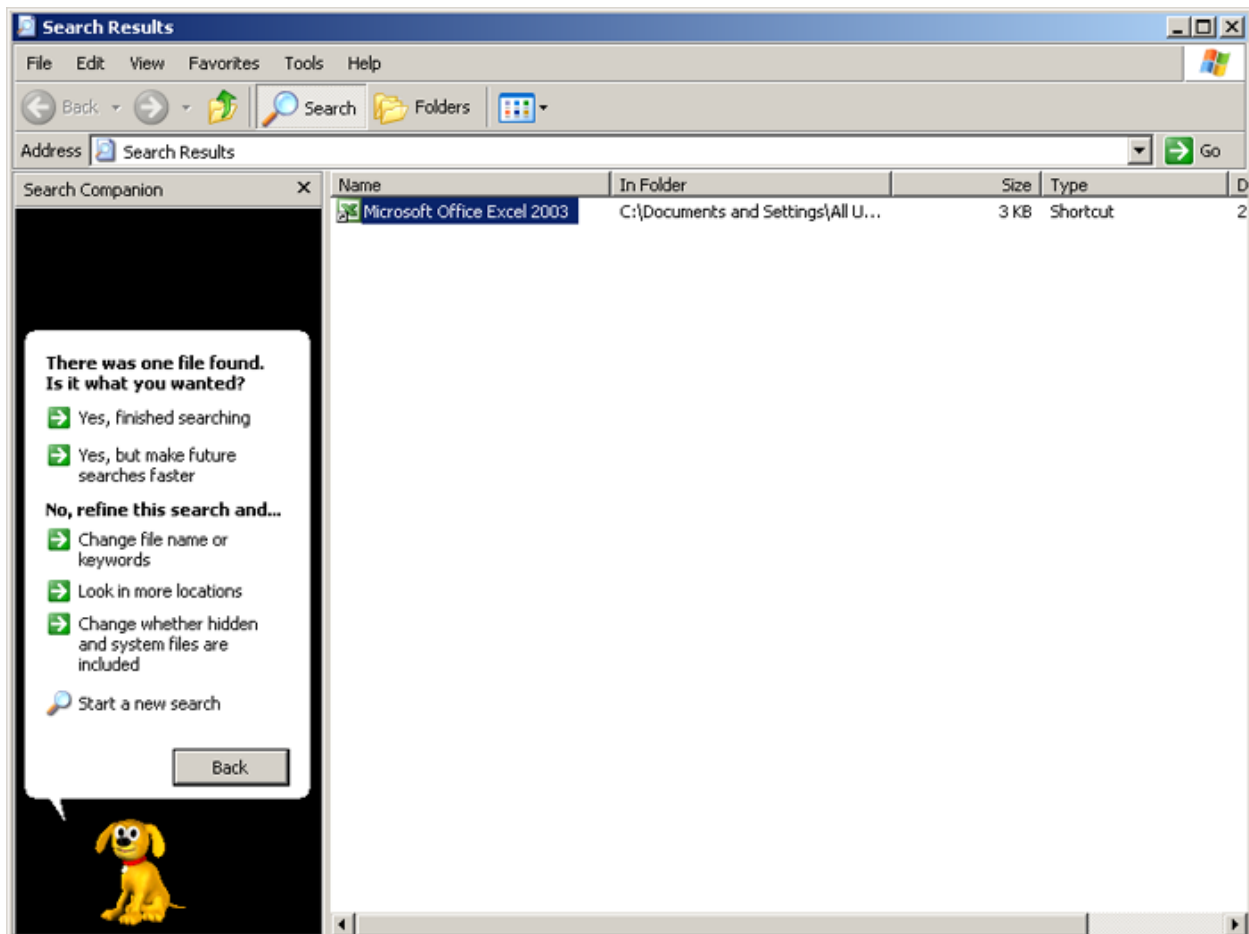 Search Results
File Edit View Favorites Tools Help
Back Search Folders
Address Search Results Go
Search Companion
Name In Folder Size Type D
Microsoft Office Excel 2003 C:\Documents and Settings\All U... 3 KB Shortcut 2
There was one file found.
Is it what you wanted?
Yes, finished searching
Yes, but make future
searches faster
No, refine this search and...
Change file name or
keywords
Look in more locations
Change whether hidden
and system files are
included
Start a new search
Back